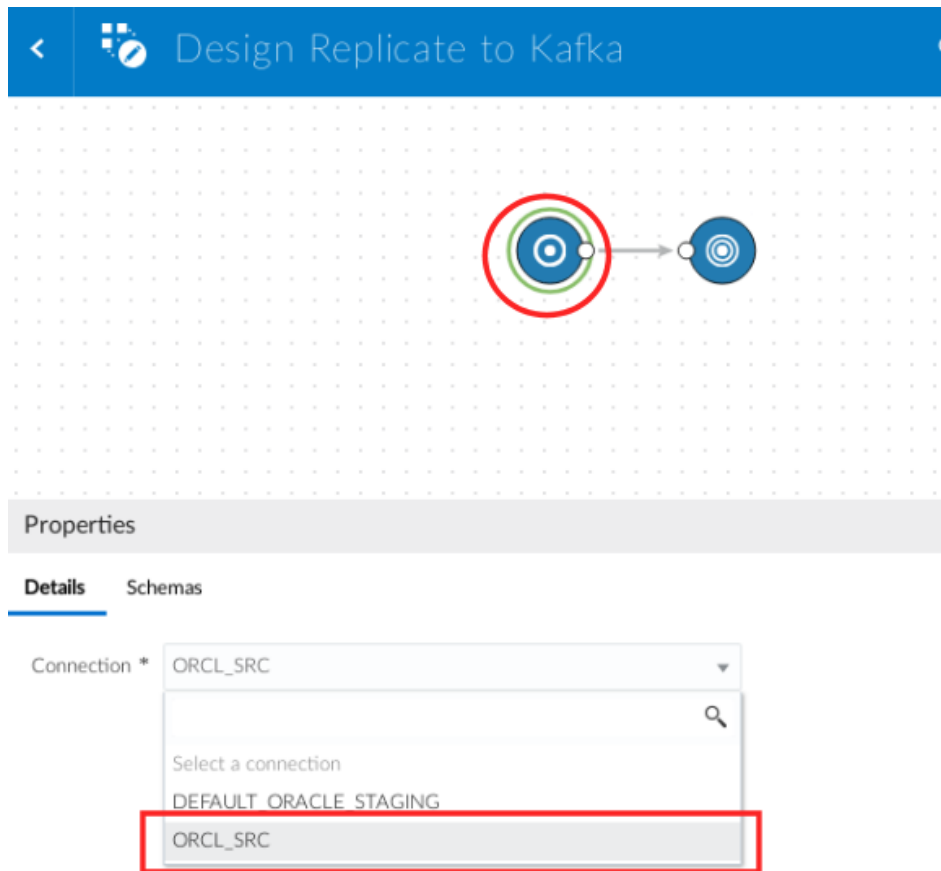 Design Replicate to Kafka
Properties
Details Schemas
Connection * ORCL_SRC
Select a connection
DEFAULT_ORACLE_STAGING
ORCL_SRC